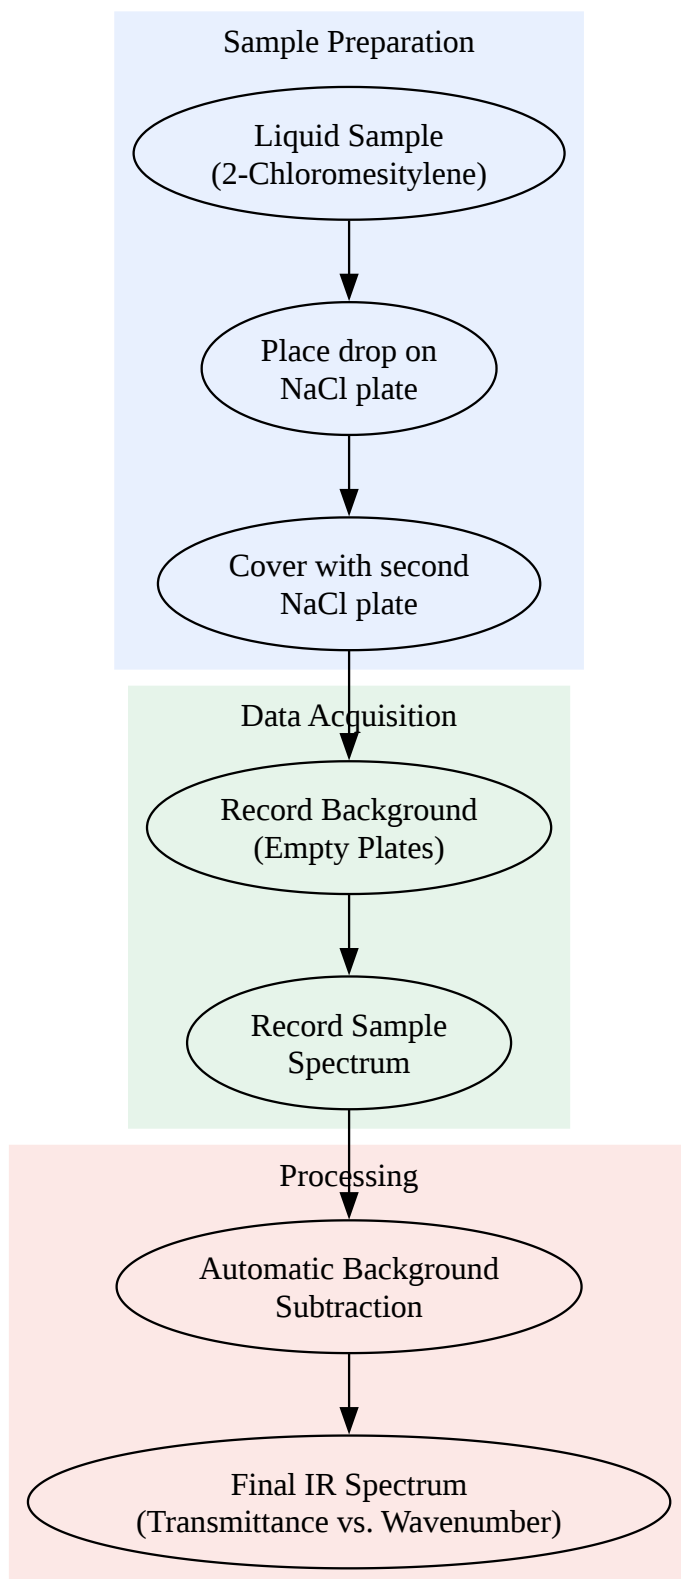 Sample Preparation
Liquid Sample
(2-Chloromesitylene)
Place drop on
NaCl plate
Cover with second
NaCl plate
Data Acquisition
Record Background
(Empty Plates)
Record Sample
Spectrum
Processing
Automatic Background
Subtraction
Final IR Spectrum
(Transmittance vs. Wavenumber)